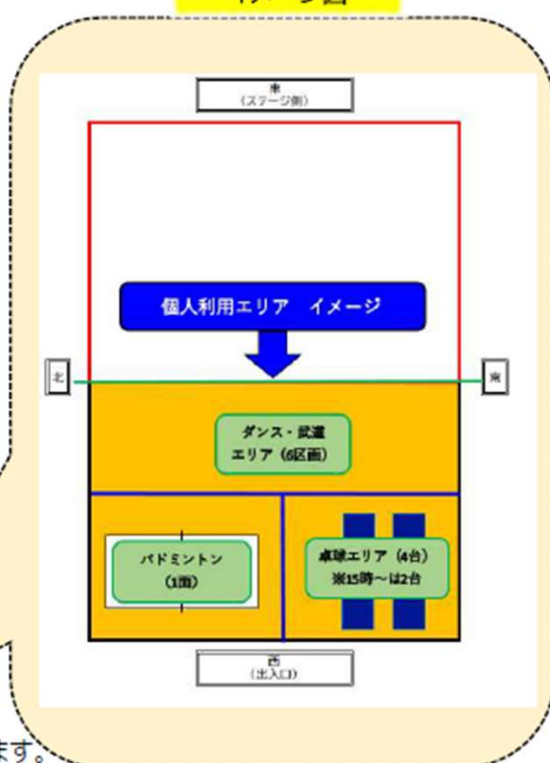 東
(ステージ側)
個人利用エリア　イメージ
北
南
ダンス・武道
エリア（6区画）
バドミントン
（1面）
卓球エリア（4台）
※15時～は2台
西
(出入口)
ます。